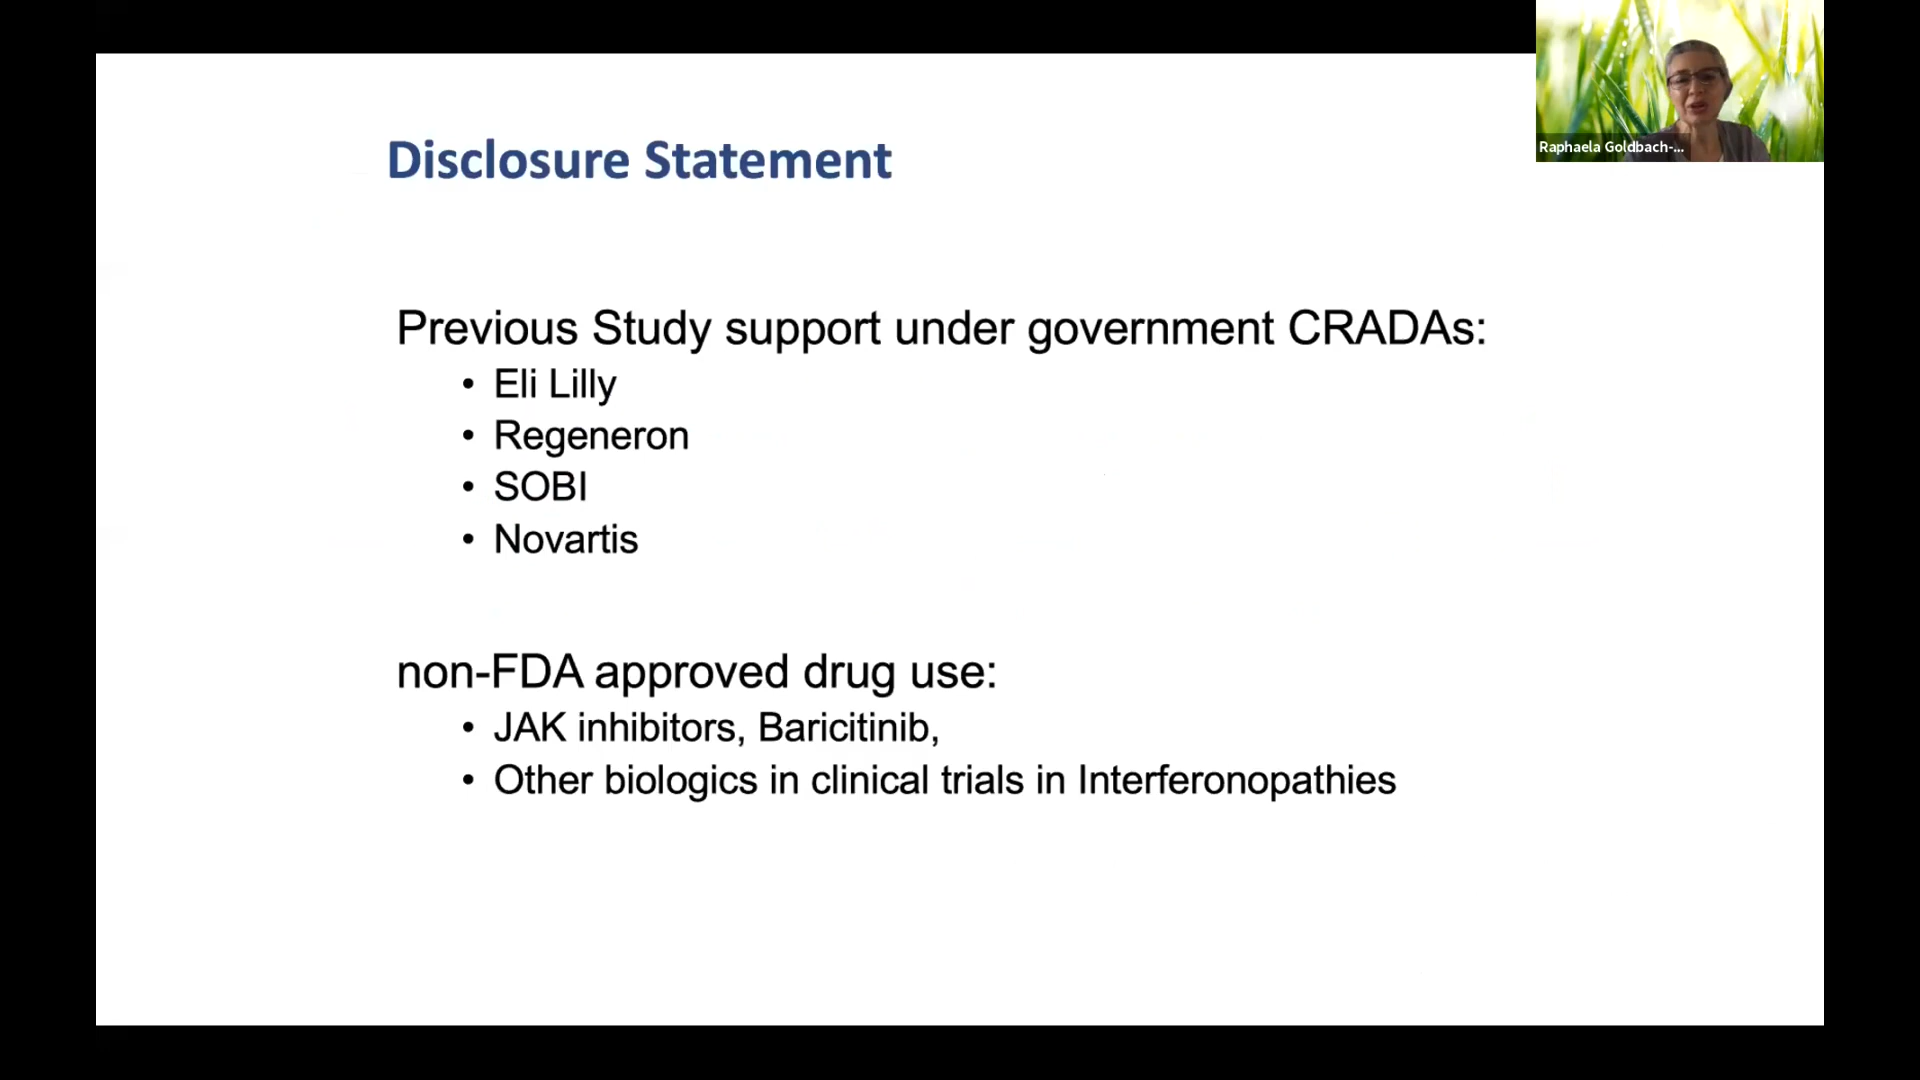 Raphaela Goldbach-...
Disclosure Statement
Previous Study support under government CRADAs:
• Eli Lilly
• Regeneron
• SOBI
• Novartis
non-FDA approved drug use:
• JAK inhibitors, Baricitinib,
• Other biologics in clinical trials in Interferonopathies